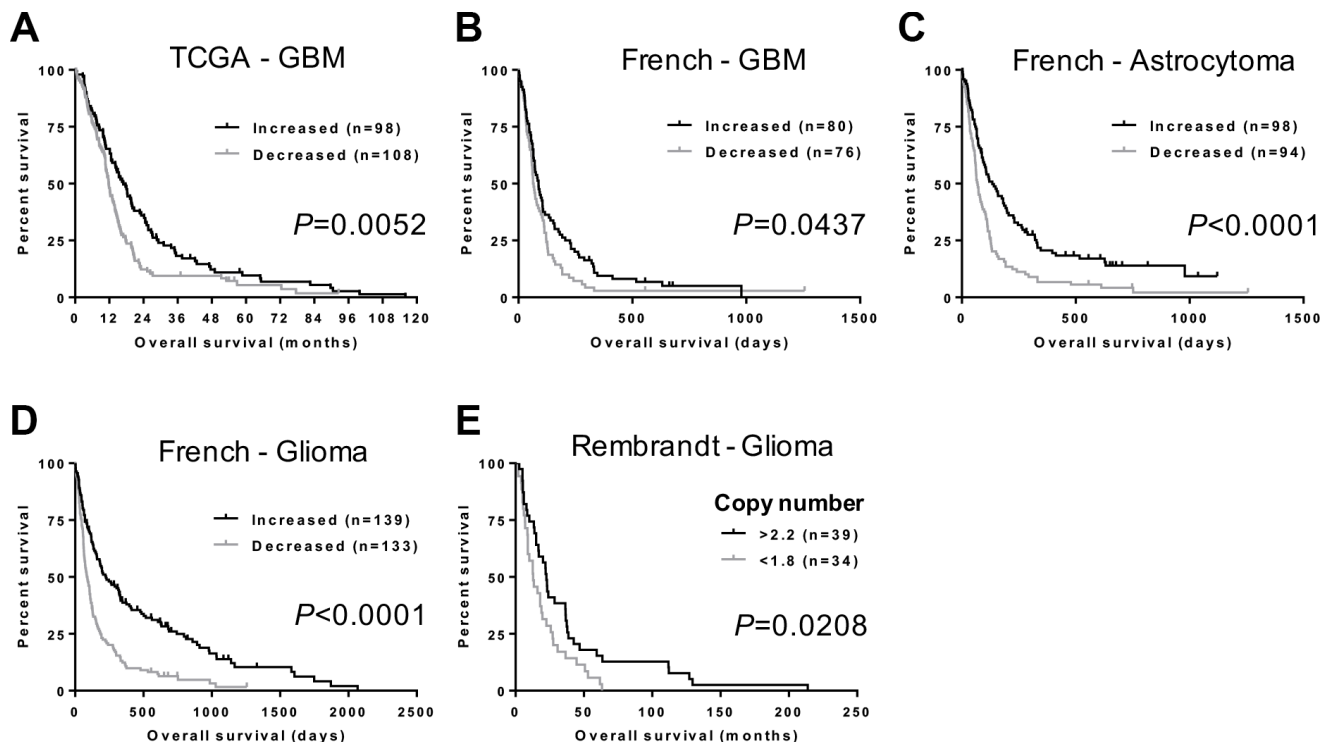 A
TCGA - GBM
Percent survival
100
75
50
25
0
Increased (n=98)
Decreased (n=108)
P=0.0052
0 12 24 36 48 60 72 84 96 108 120
Overall survival (months)
B
French - GBM
Percent survival
100
75
50
25
0
Increased (n=80)
Decreased (n=76)
P=0.0437
0 500 1000 1500
Overall survival (days)
C
French - Astrocytoma
Percent survival
100
75
50
25
0
Increased (n=98)
Decreased (n=94)
P<0.0001
0 500 1000 1500
Overall survival (days)
D
French - Glioma
Percent survival
100
75
50
25
0
Increased (n=139)
Decreased (n=133)
P<0.0001
0 500 1000 1500 2000 2500
Overall survival (days)
E
Rembrandt - Glioma
Percent survival
100
75
50
25
0
Copy number
>2.2 (n=39)
<1.8 (n=34)
P=0.0208
0 50 100 150 200 250
Overall survival (months)